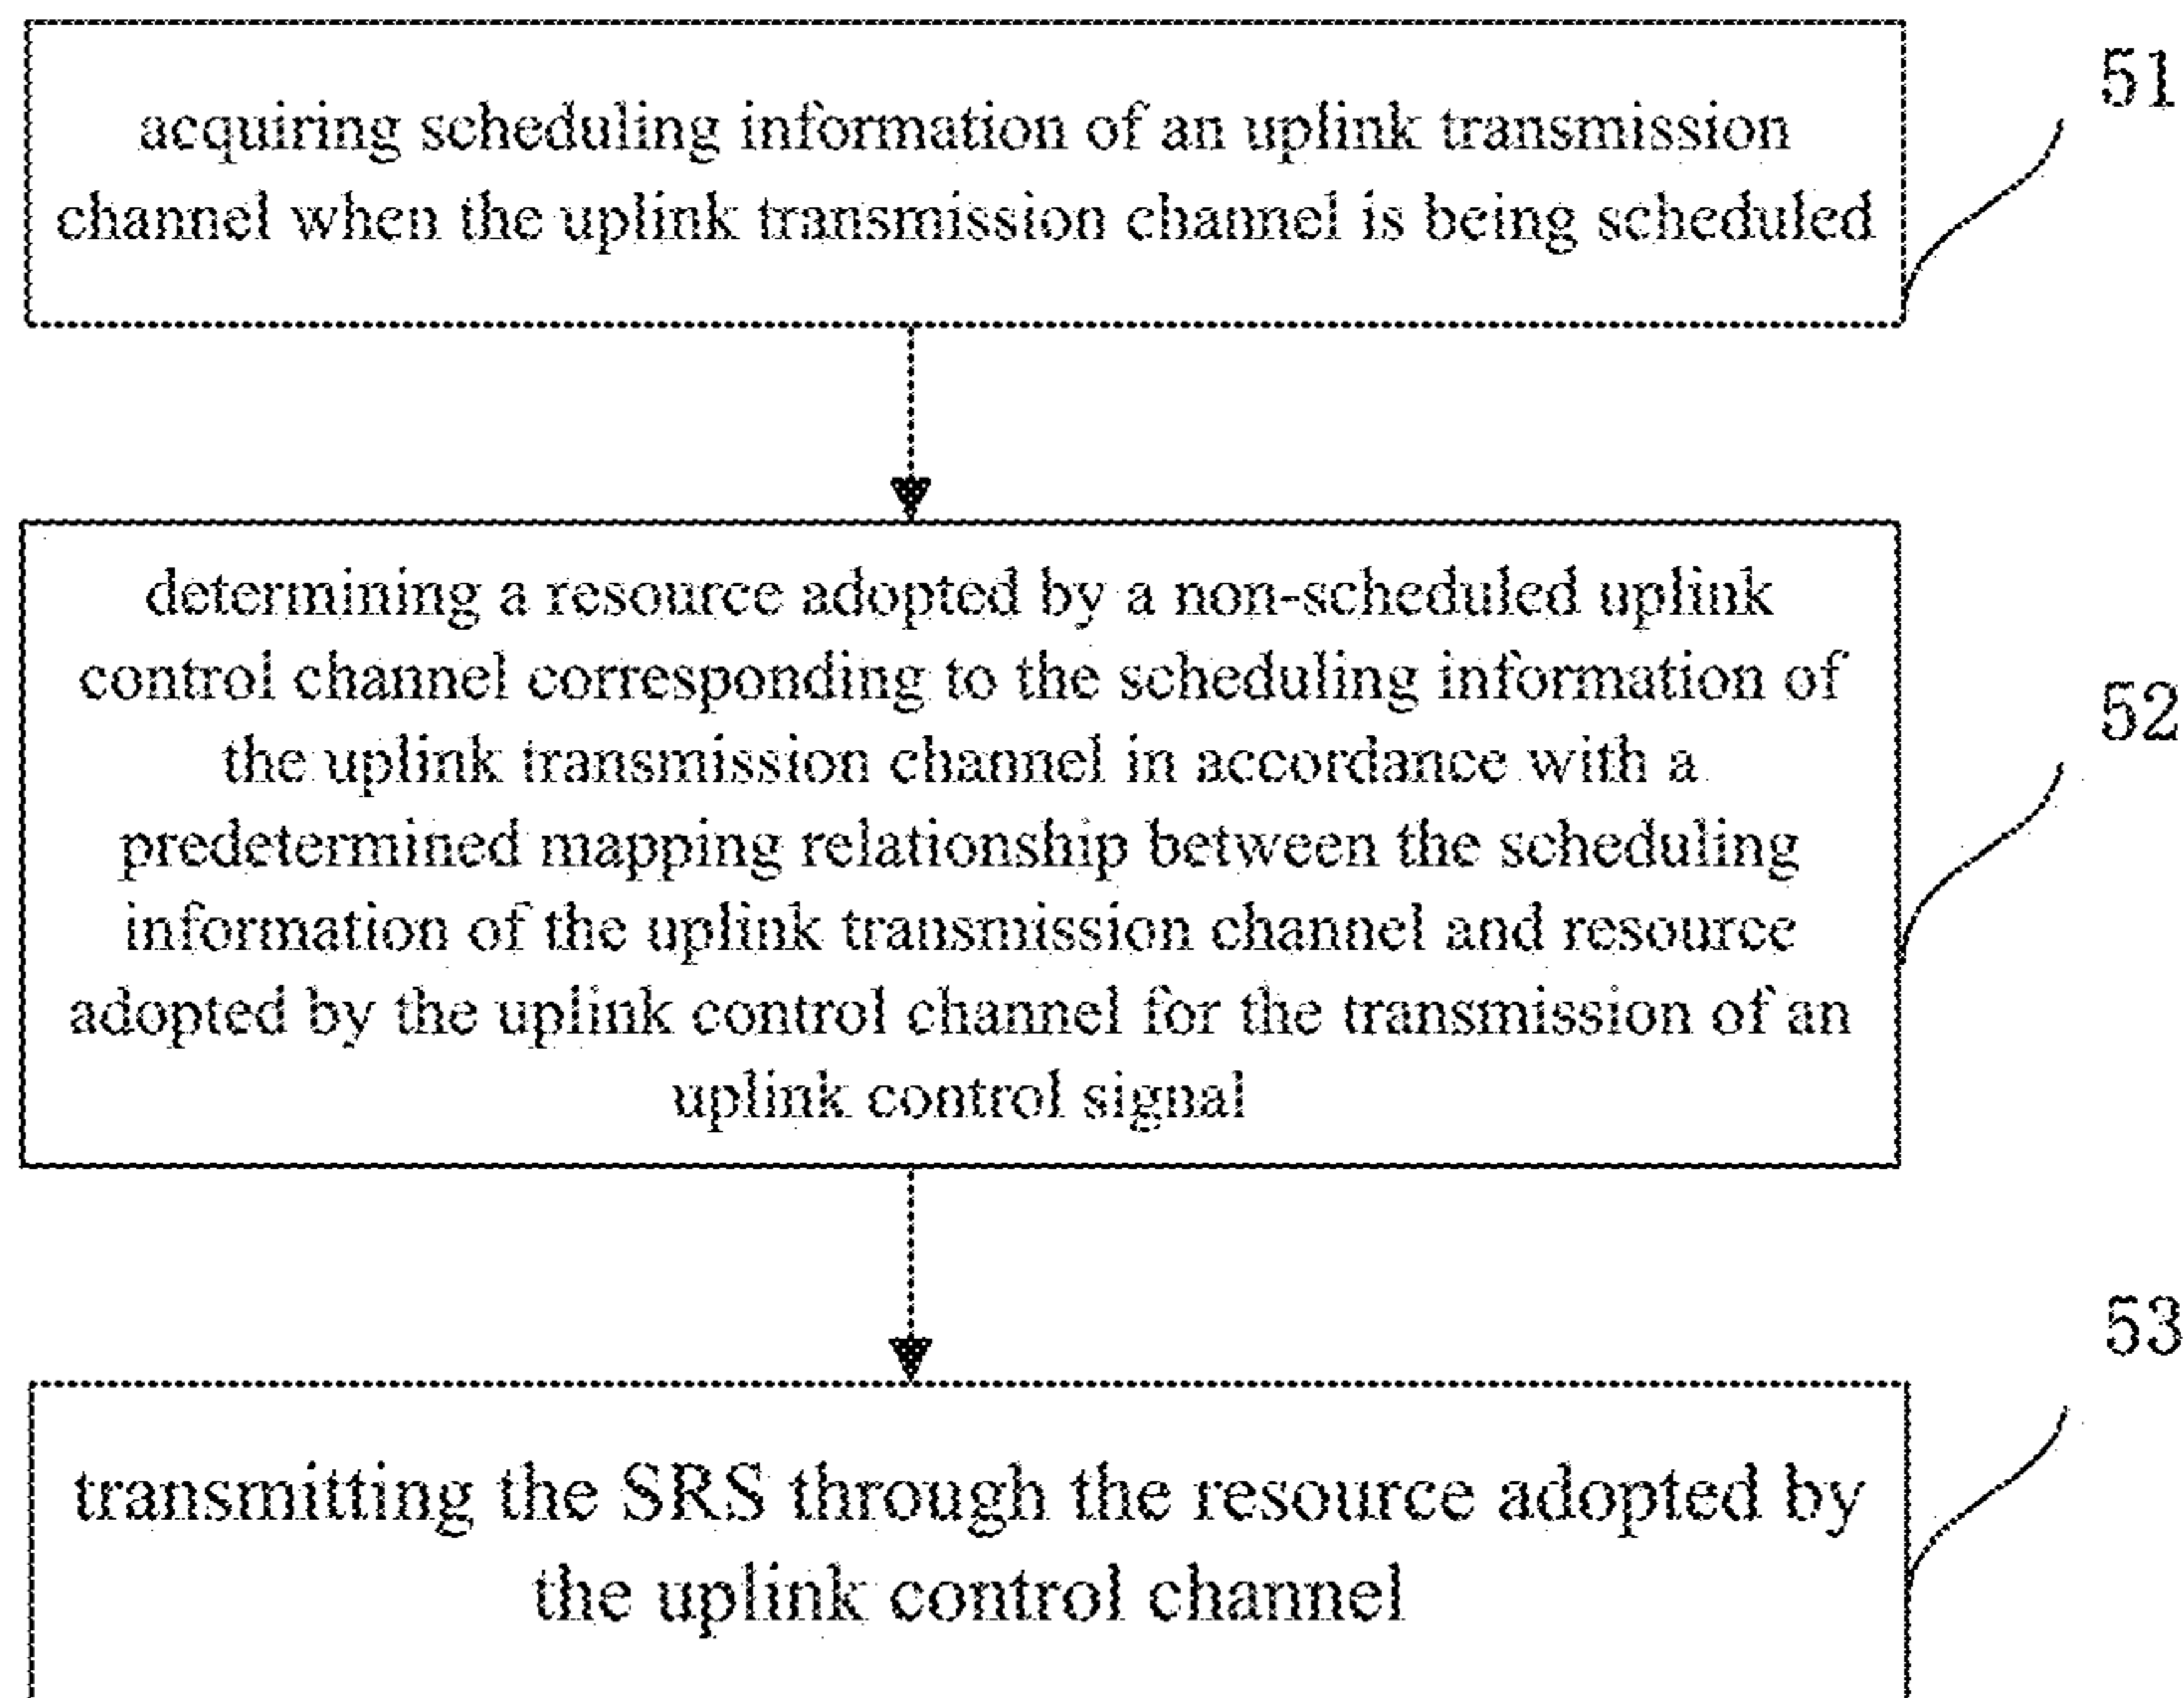 51
acquiring scheduling information of an uplink transmission
channel when the uplink transmission channel is being scheduled
determining a resource adopted by a non-scheduled uplink
control channel corresponding to the scheduling information of
52
the uplink transmission channel in accordance with a
predetermined mapping relationship between the scheduling
information of the uplink transmission channel and resource
adopted by the uplink control channel for the transmission of an
uplink control signal
53
transmitting the SRS through the resource adopted by
the uplink control channel